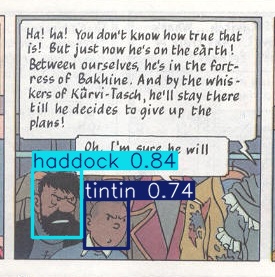 Ha! ha! You don't know how true that
is! But just now he's on the earth!
Between ourselves, he's in the fort-
ress of Bakhine. And by the whis-
kers of Kûrvi-Tasch, he'll stay there
till he decides to give up the
plans!
Oh, I'm sure he will
haddock 0.84
tintin 0.74